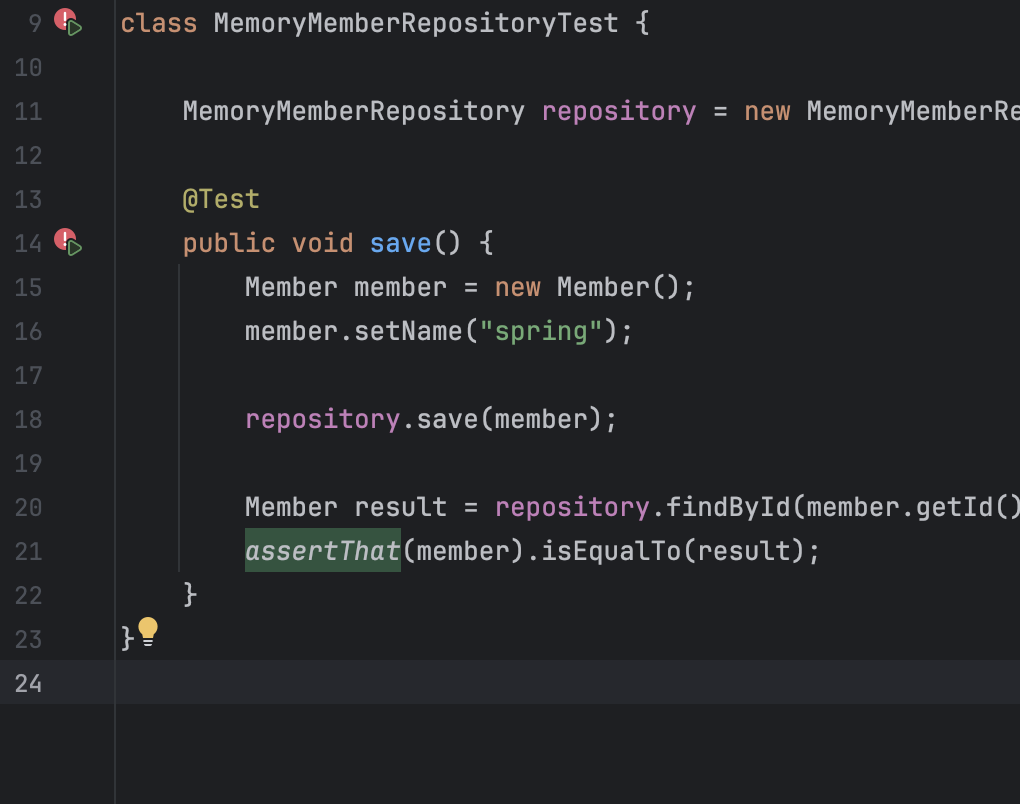 9 class MemoryMemberRepositoryTest {
10
11 MemoryMemberRepository repository = new MemoryMemberRe
12
13 @Test
14 public void save() {
15 Member member = new Member();
16 member.setName("spring");
17
18 repository.save(member);
19
20 Member result = repository.findById(member.getId()
21 assertThat(member).isEqualTo(result);
22 }
23 }
24